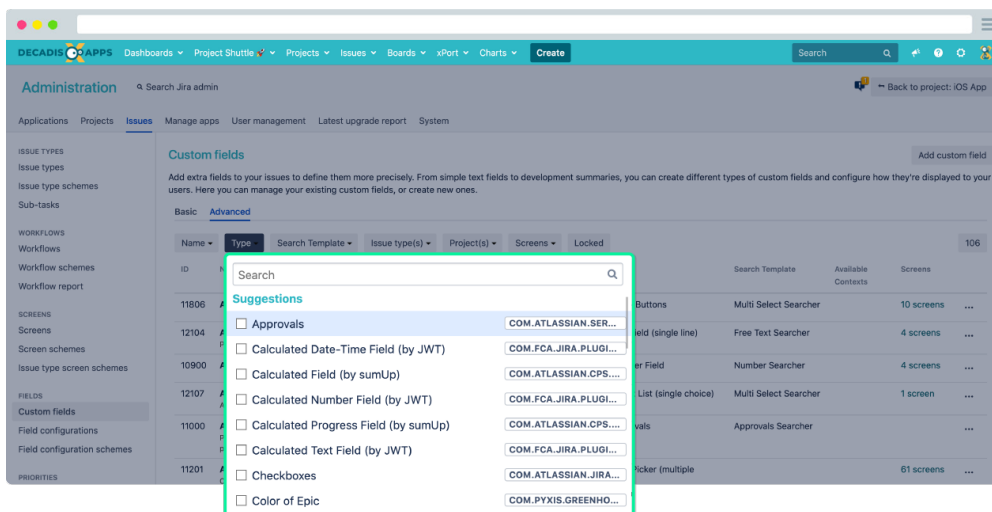 DECADIS APPS Dashboards Project Shuttle 🚀 Projects Issues Boards xPort Charts Create Search
Administration Search Jira admin Back to project: iOS App
Applications Projects Issues Manage apps User management Latest upgrade report System
ISSUE TYPES
Issue types
Issue type schemes
Sub-tasks
WORKFLOWS
Workflows
Workflow schemes
Workflow report
SCREENS
Screens
Screen schemes
Issue type screen schemes
FIELDS
Custom fields
Field configurations
Field configuration schemes
PRIORITIES
Custom fields Add custom field
Add extra fields to your issues to define them more precisely. From simple text fields to development summaries, you can create different types of custom fields and configure how they're displayed to your
users. Here you can manage your existing custom fields, or create new ones.
Basic Advanced
Name Type Search Template Issue type(s) Project(s) Screens Locked 106
ID Search Template Available Contexts Screens
11806 Buttons Multi Select Searcher 10 screens ...
12104 (single line) Free Text Searcher 4 screens ...
10900 Field Number Searcher 4 screens ...
12107 List (single choice) Multi Select Searcher 1 screen ...
11000 Approvals Searcher ...
11201 (multiple 61 screens ...
Search
Suggestions
Approvals COM.ATLASSIAN.SER...
Calculated Date-Time Field (by JWT) COM.FCA.JIRA.PLUGI...
Calculated Field (by sumUp) COM.ATLASSIAN.CPS....
Calculated Number Field (by JWT) COM.FCA.JIRA.PLUGI...
Calculated Progress Field (by sumUp) COM.ATLASSIAN.CPS....
Calculated Text Field (by JWT) COM.FCA.JIRA.PLUGI...
Checkboxes COM.ATLASSIAN.JIRA...
Color of Epic COM.PYXIS.GREENHO...